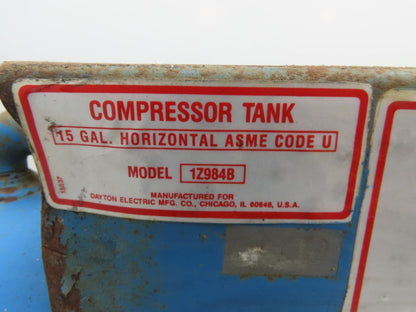 COMPRESSOR TANK
15 GAL. HORIZONTAL ASME CODE U
MODEL 1Z984B
MANUFACTURED FOR
DAYTON ELECTRIC MFG. CO., CHICAGO, IL 60648, U.S.A.